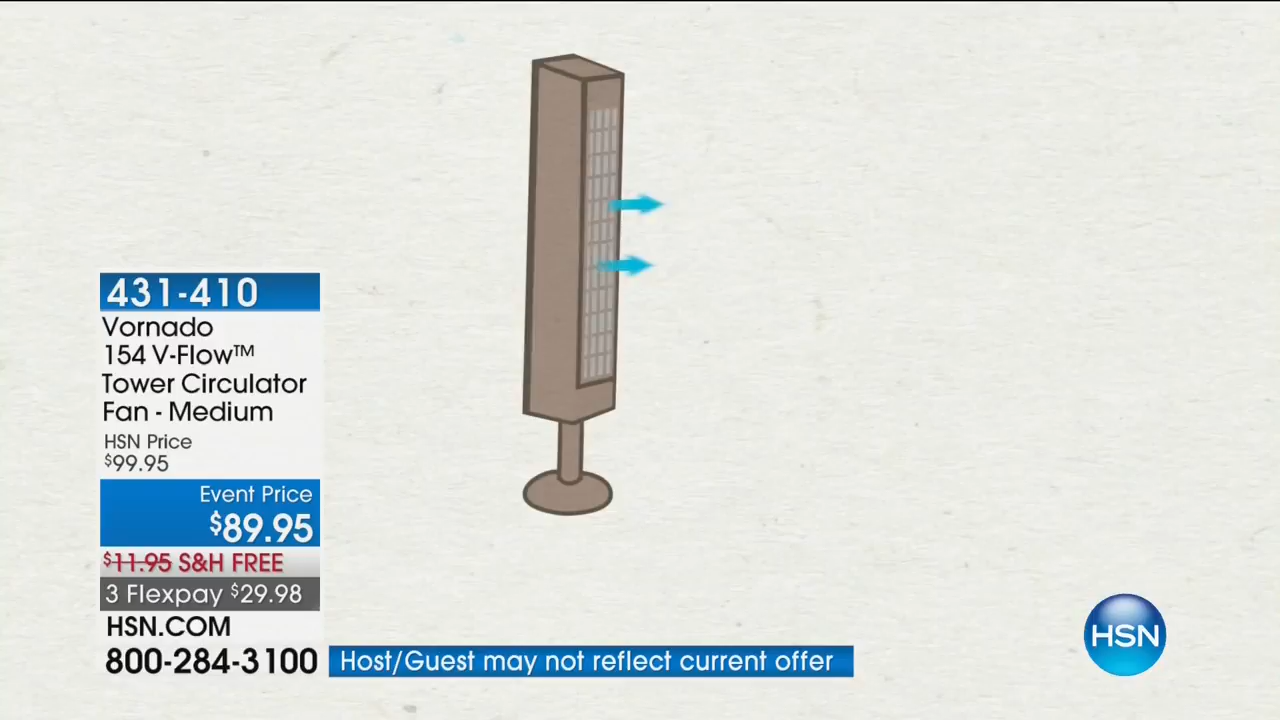 431-410
Vornado
154 V-Flow™
Tower Circulator
Fan - Medium
HSN Price
$99.95
Event Price
$89.95
$11.95 S&H FREE
3 Flexpay $29.98
HSN.COM
800-284-3100
Host/Guest may not reflect current offer
HSN